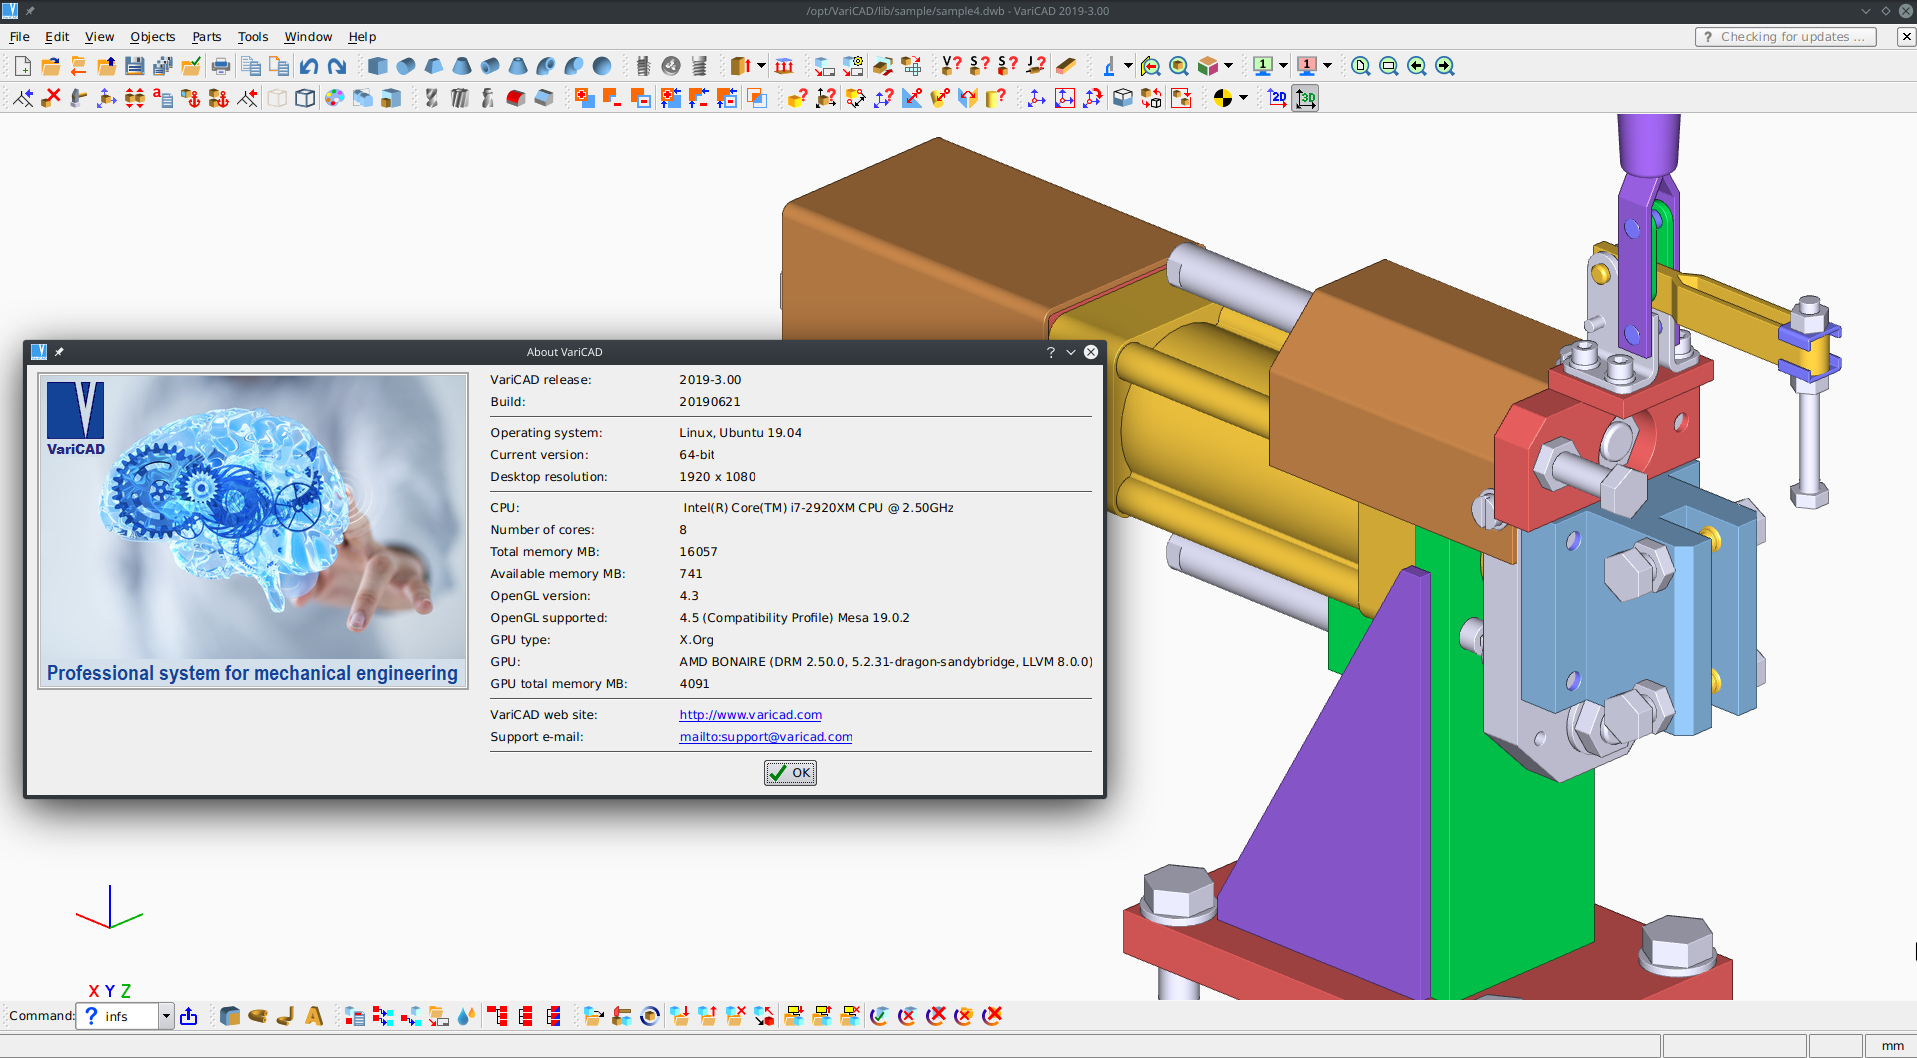 /opt/VariCAD/lib/sample/sample4.dwb - VariCAD 2019-3.00
File Edit View Objects Parts Tools Window Help
? Checking for updates ...
V? S? S? J?
1 1
a
2D 3D
About VariCAD
?
VariCAD
Professional system for mechanical engineering
VariCAD release: 2019-3.00
Build: 20190621
Operating system: Linux, Ubuntu 19.04
Current version: 64-bit
Desktop resolution: 1920 x 1080
CPU: Intel(R) Core(TM) i7-2920XM CPU @ 2.50GHz
Number of cores: 8
Total memory MB: 16057
Available memory MB: 741
OpenGL version: 4.3
OpenGL supported: 4.5 (Compatibility Profile) Mesa 19.0.2
GPU type: X.Org
GPU: AMD BONAIRE (DRM 2.50.0, 5.2.31-dragon-sandybridge, LLVM 8.0.0)
GPU total memory MB: 4091
VariCAD web site: http://www.varicad.com
Support e-mail: mailto:support@varicad.com
OK
X Y Z
Command: ? infs
A
mm